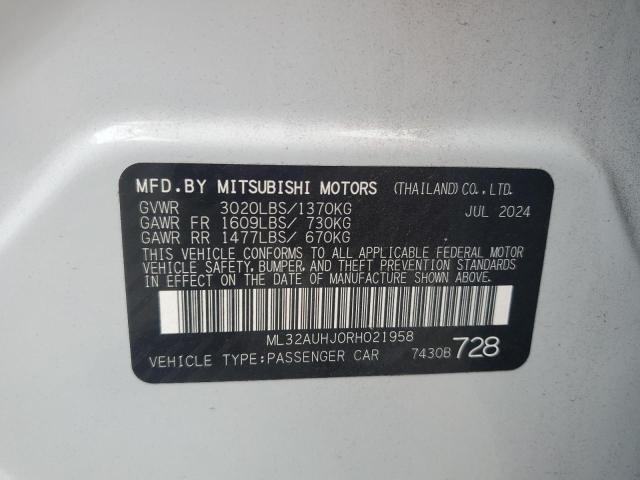 MFD.BY MITSUBISHI MOTORS (THAILAND)CO.,LTD.
GVWR 3020LBS/1370KG JUL 2024
GAWR FR 1609LBS/ 730KG
GAWR RR 1477LBS/ 670KG
THIS VEHICLE CONFORMS TO ALL APPLICABLE FEDERAL MOTOR
VEHICLE SAFETY, BUMPER, AND THEFT PREVENTION STANDARDS
IN EFFECT ON THE DATE OF MANUFACTURE SHOWN ABOVE.
ML32AUHJ0RH021958
VEHICLE TYPE:PASSENGER CAR 7430B 728